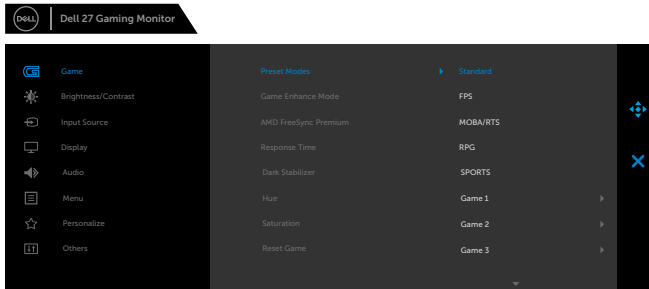 DELL
Dell 27 Gaming Monitor
Game
Preset Modes
Standard
Brightness/Contrast
Game Enhance Mode
FPS
Input Source
AMD FreeSync Premium
MOBA/RTS
Display
Response Time
RPG
Audio
Dark Stabilizer
SPORTS
Menu
Hue
Game 1
Personalize
Saturation
Game 2
Others
Reset Game
Game 3